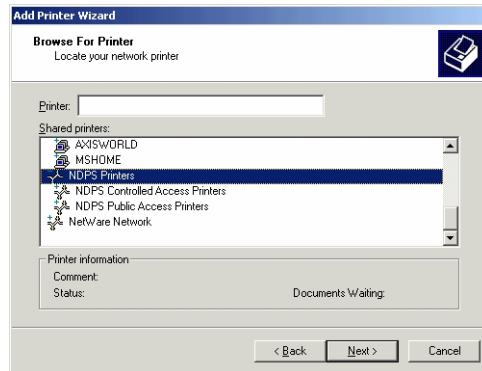 Add Printer Wizard
Browse For Printer
Locate your network printer
Printer:
Shared printers:
AXISWORLD
MSHOME
NDPS Printers
NDPS Controlled Access Printers
NDPS Public Access Printers
NetWare Network
Printer information
Comment:
Status: Documents Waiting:
< Back Next > Cancel